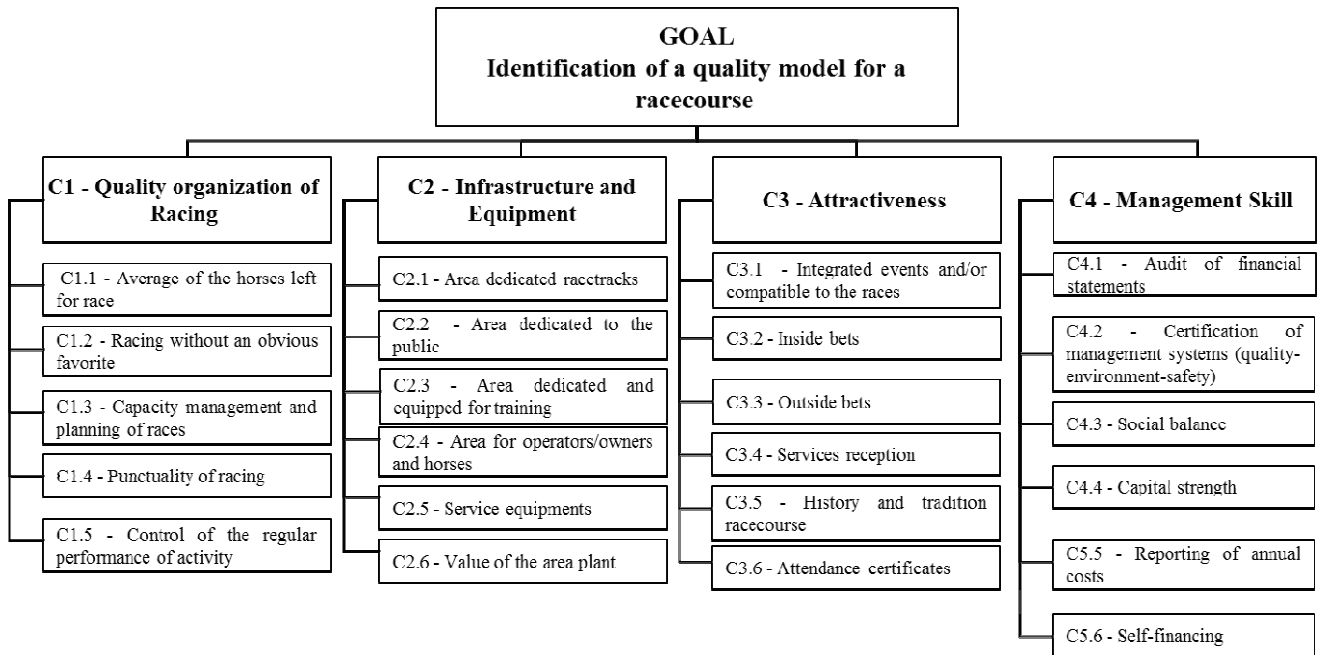 GOAL
Identification of a quality model for a
racecourse
C1 - Quality organization of
Racing
C1.1 - Average of the horses left
for race
C1.2 - Racing without an obvious
favorite
C1.3 - Capacity management and
planning of races
C1.4 - Punctuality of racing
C1.5 - Control of the regular
performance of activity
C2 - Infrastructure and
Equipment
C2.1 - Area dedicated racetracks
C2.2 - Area dedicated to the
public
C2.3 - Area dedicated and
equipped for training
C2.4 - Area for operators/owners
and horses
C2.5 - Service equipments
C2.6 - Value of the area plant
C3 - Attractiveness
C3.1 - Integrated events and/or
compatible to the races
C3.2 - Inside bets
C3.3 - Outside bets
C3.4 - Services reception
C3.5 - History and tradition
racecourse
C3.6 - Attendance certificates
C4 - Management Skill
C4.1 - Audit of financial
statements
C4.2 - Certification of
management systems (quality-
environment-safety)
C4.3 - Social balance
C4.4 - Capital strength
C5.5 - Reporting of annual
costs
C5.6 - Self-financing